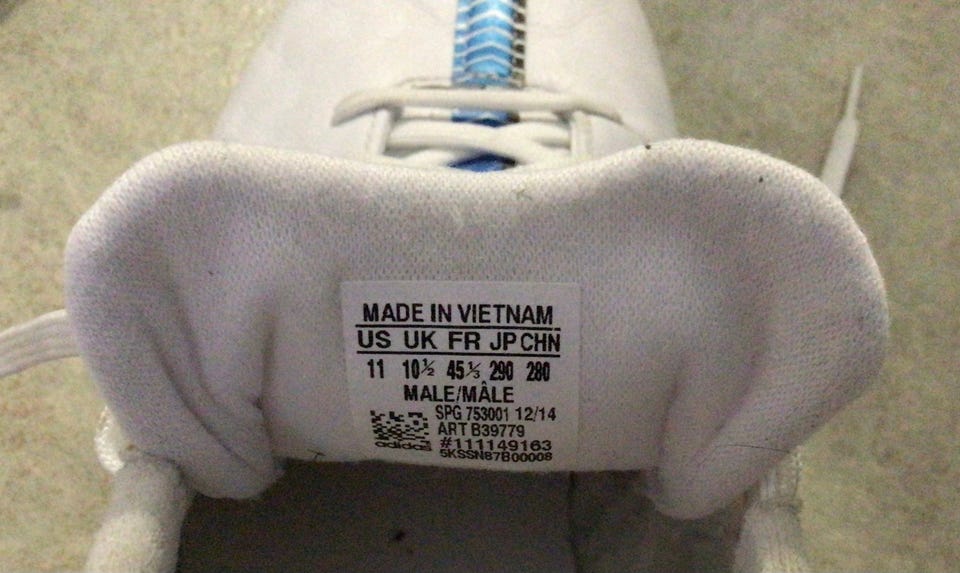 MADE IN VIETNAM
US UK FR JP CHN
11 10½ 45⅓ 290 280
MALE/MÂLE
SPG 753001 12/14
ART B39779
adidas #111149163
5KSSN87B00008